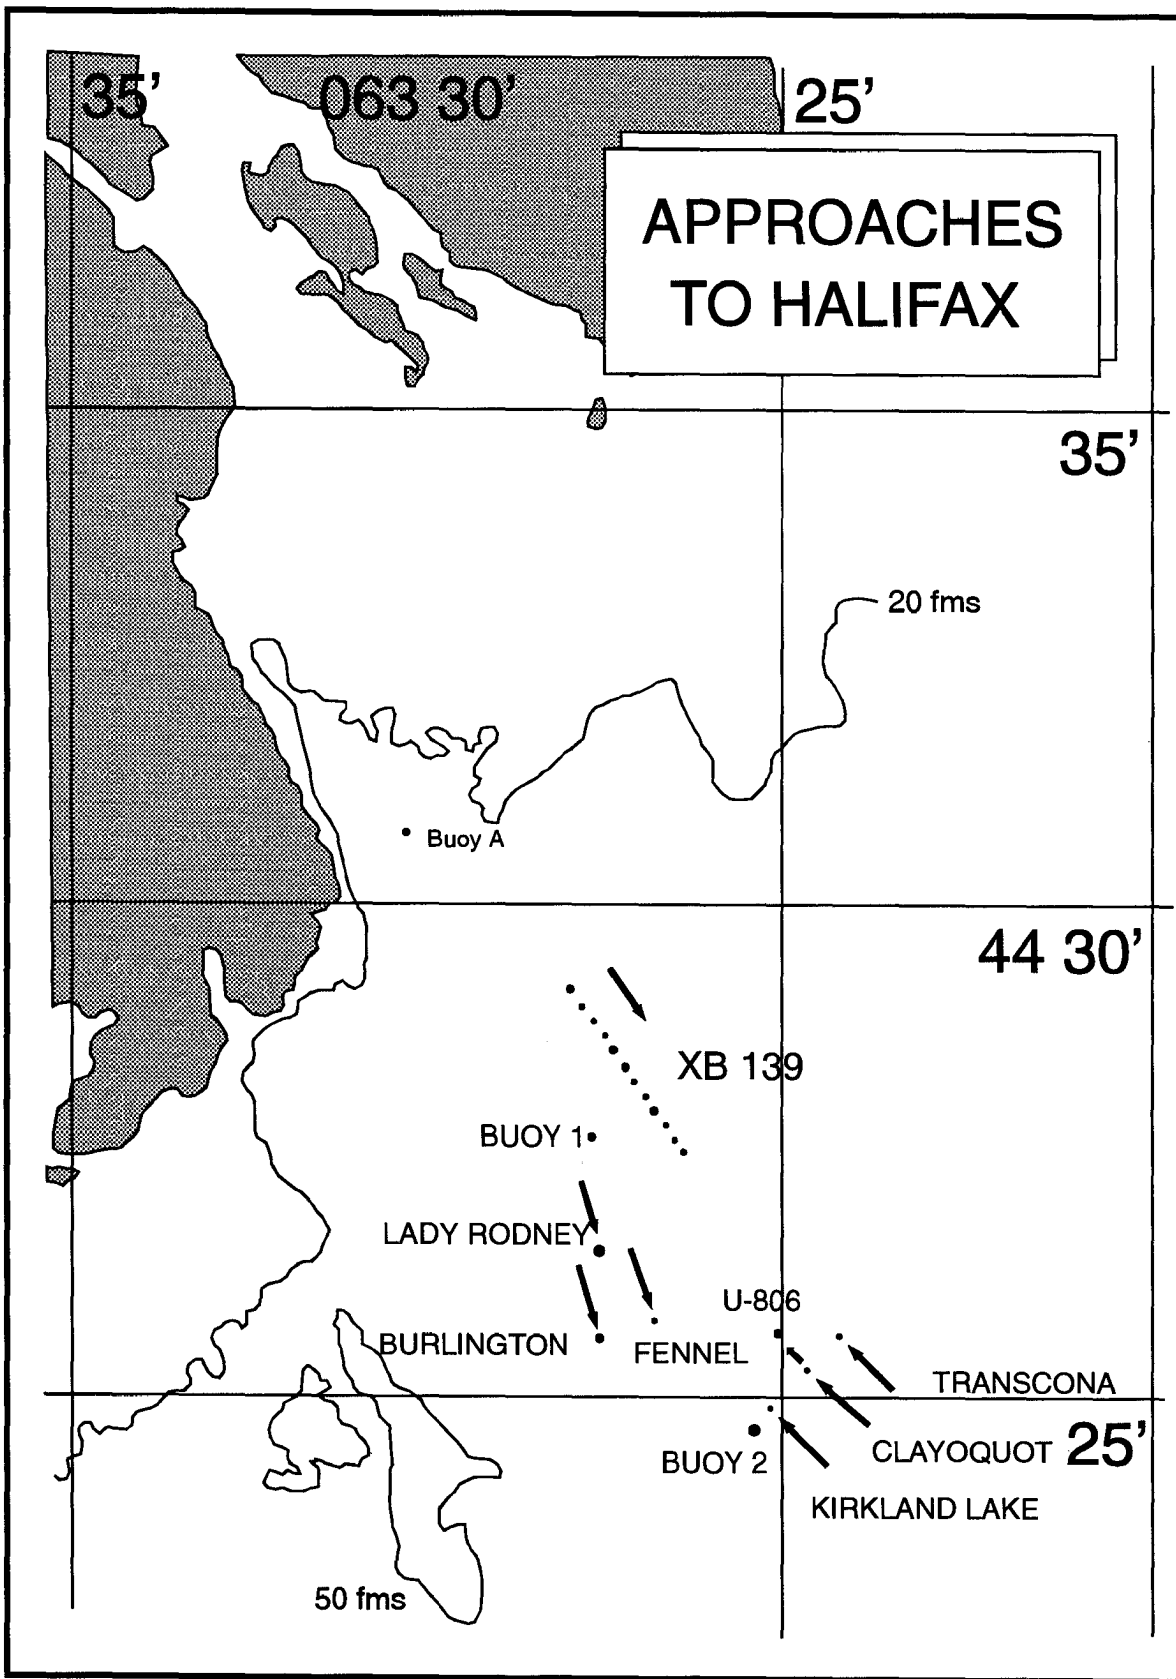 35'
063 30'
25'
APPROACHES
TO HALIFAX
35'
20 fms
Buoy A
44 30'
XB 139
BUOY 1
LADY RODNEY
U-806
BURLINGTON
FENNEL
TRANSCONA
CLAYOQUOT
25'
BUOY 2
KIRKLAND LAKE
50 fms